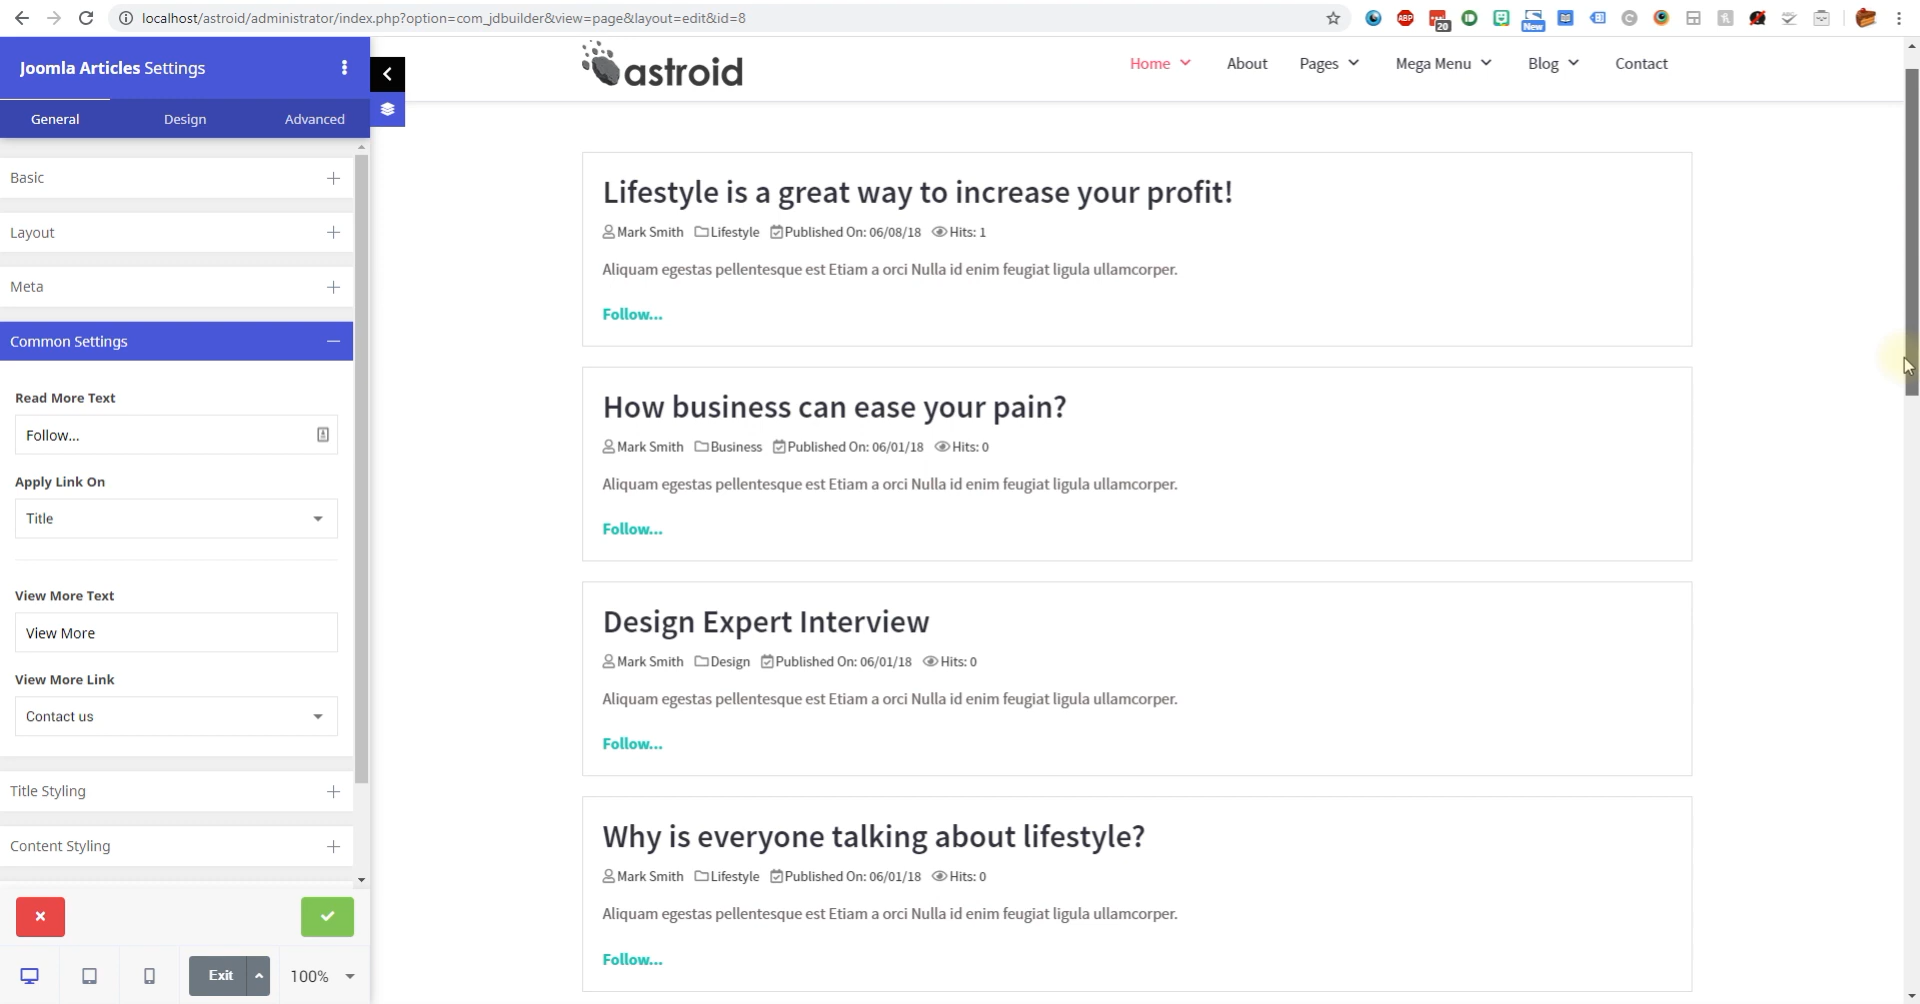 localhost/astroid/administrator/index.php?option=com_jdbuilder&view=page&layout=edit&id=8
ABP
20
New
Joomla Articles Settings
General Design Advanced
Basic
Layout
Meta
Common Settings
Read More Text
Follow...
Apply Link On
Title
View More Text
View More
View More Link
Contact us
Title Styling
Content Styling
Exit
100%
astroid
Home About Pages Mega Menu Blog Contact
Lifestyle is a great way to increase your profit!
Mark Smith Lifestyle Published On: 06/08/18 Hits: 1
Aliquam egestas pellentesque est Etiam a orci Nulla id enim feugiat ligula ullamcorper.
Follow...
How business can ease your pain?
Mark Smith Business Published On: 06/01/18 Hits: 0
Aliquam egestas pellentesque est Etiam a orci Nulla id enim feugiat ligula ullamcorper.
Follow...
Design Expert Interview
Mark Smith Design Published On: 06/01/18 Hits: 0
Aliquam egestas pellentesque est Etiam a orci Nulla id enim feugiat ligula ullamcorper.
Follow...
Why is everyone talking about lifestyle?
Mark Smith Lifestyle Published On: 06/01/18 Hits: 0
Aliquam egestas pellentesque est Etiam a orci Nulla id enim feugiat ligula ullamcorper.
Follow...